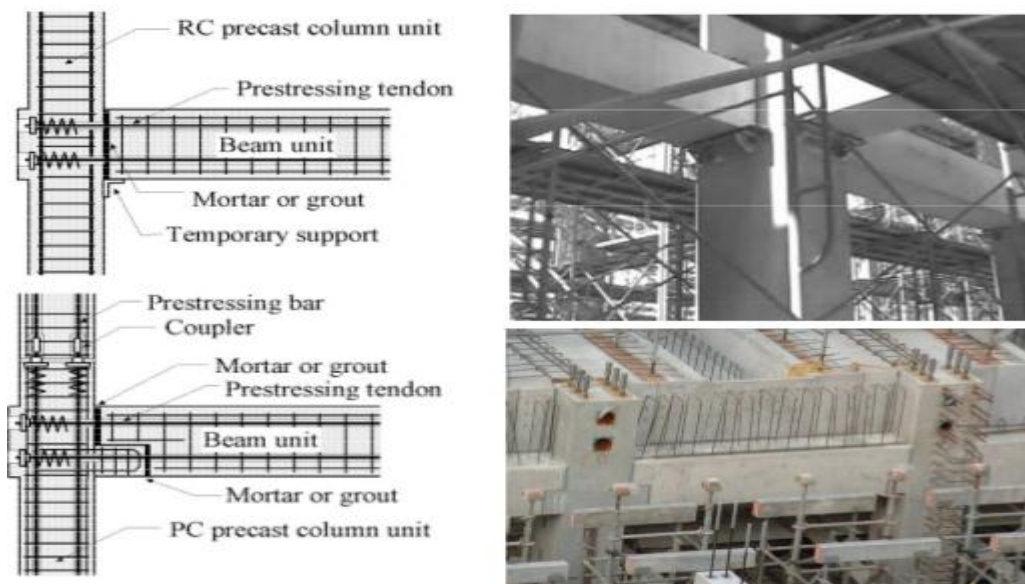 RC precast column unit
Prestressing tendon
Beam unit
Mortar or grout
Temporary support
Prestressing bar
Coupler
Mortar or grout
Prestressing tendon
Beam unit
Mortar or grout
PC precast column unit